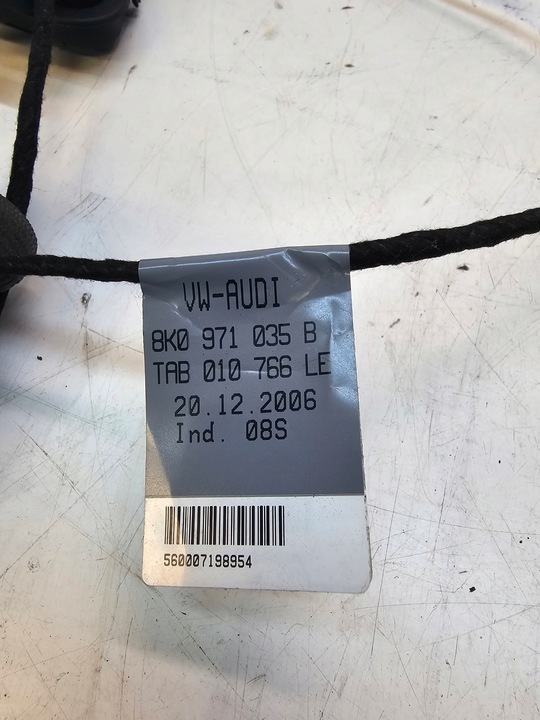 VW-AUDI
8K0 971 035 B
TAB 010 766 LE
20.12.2006
Ind. 08S
560007198954